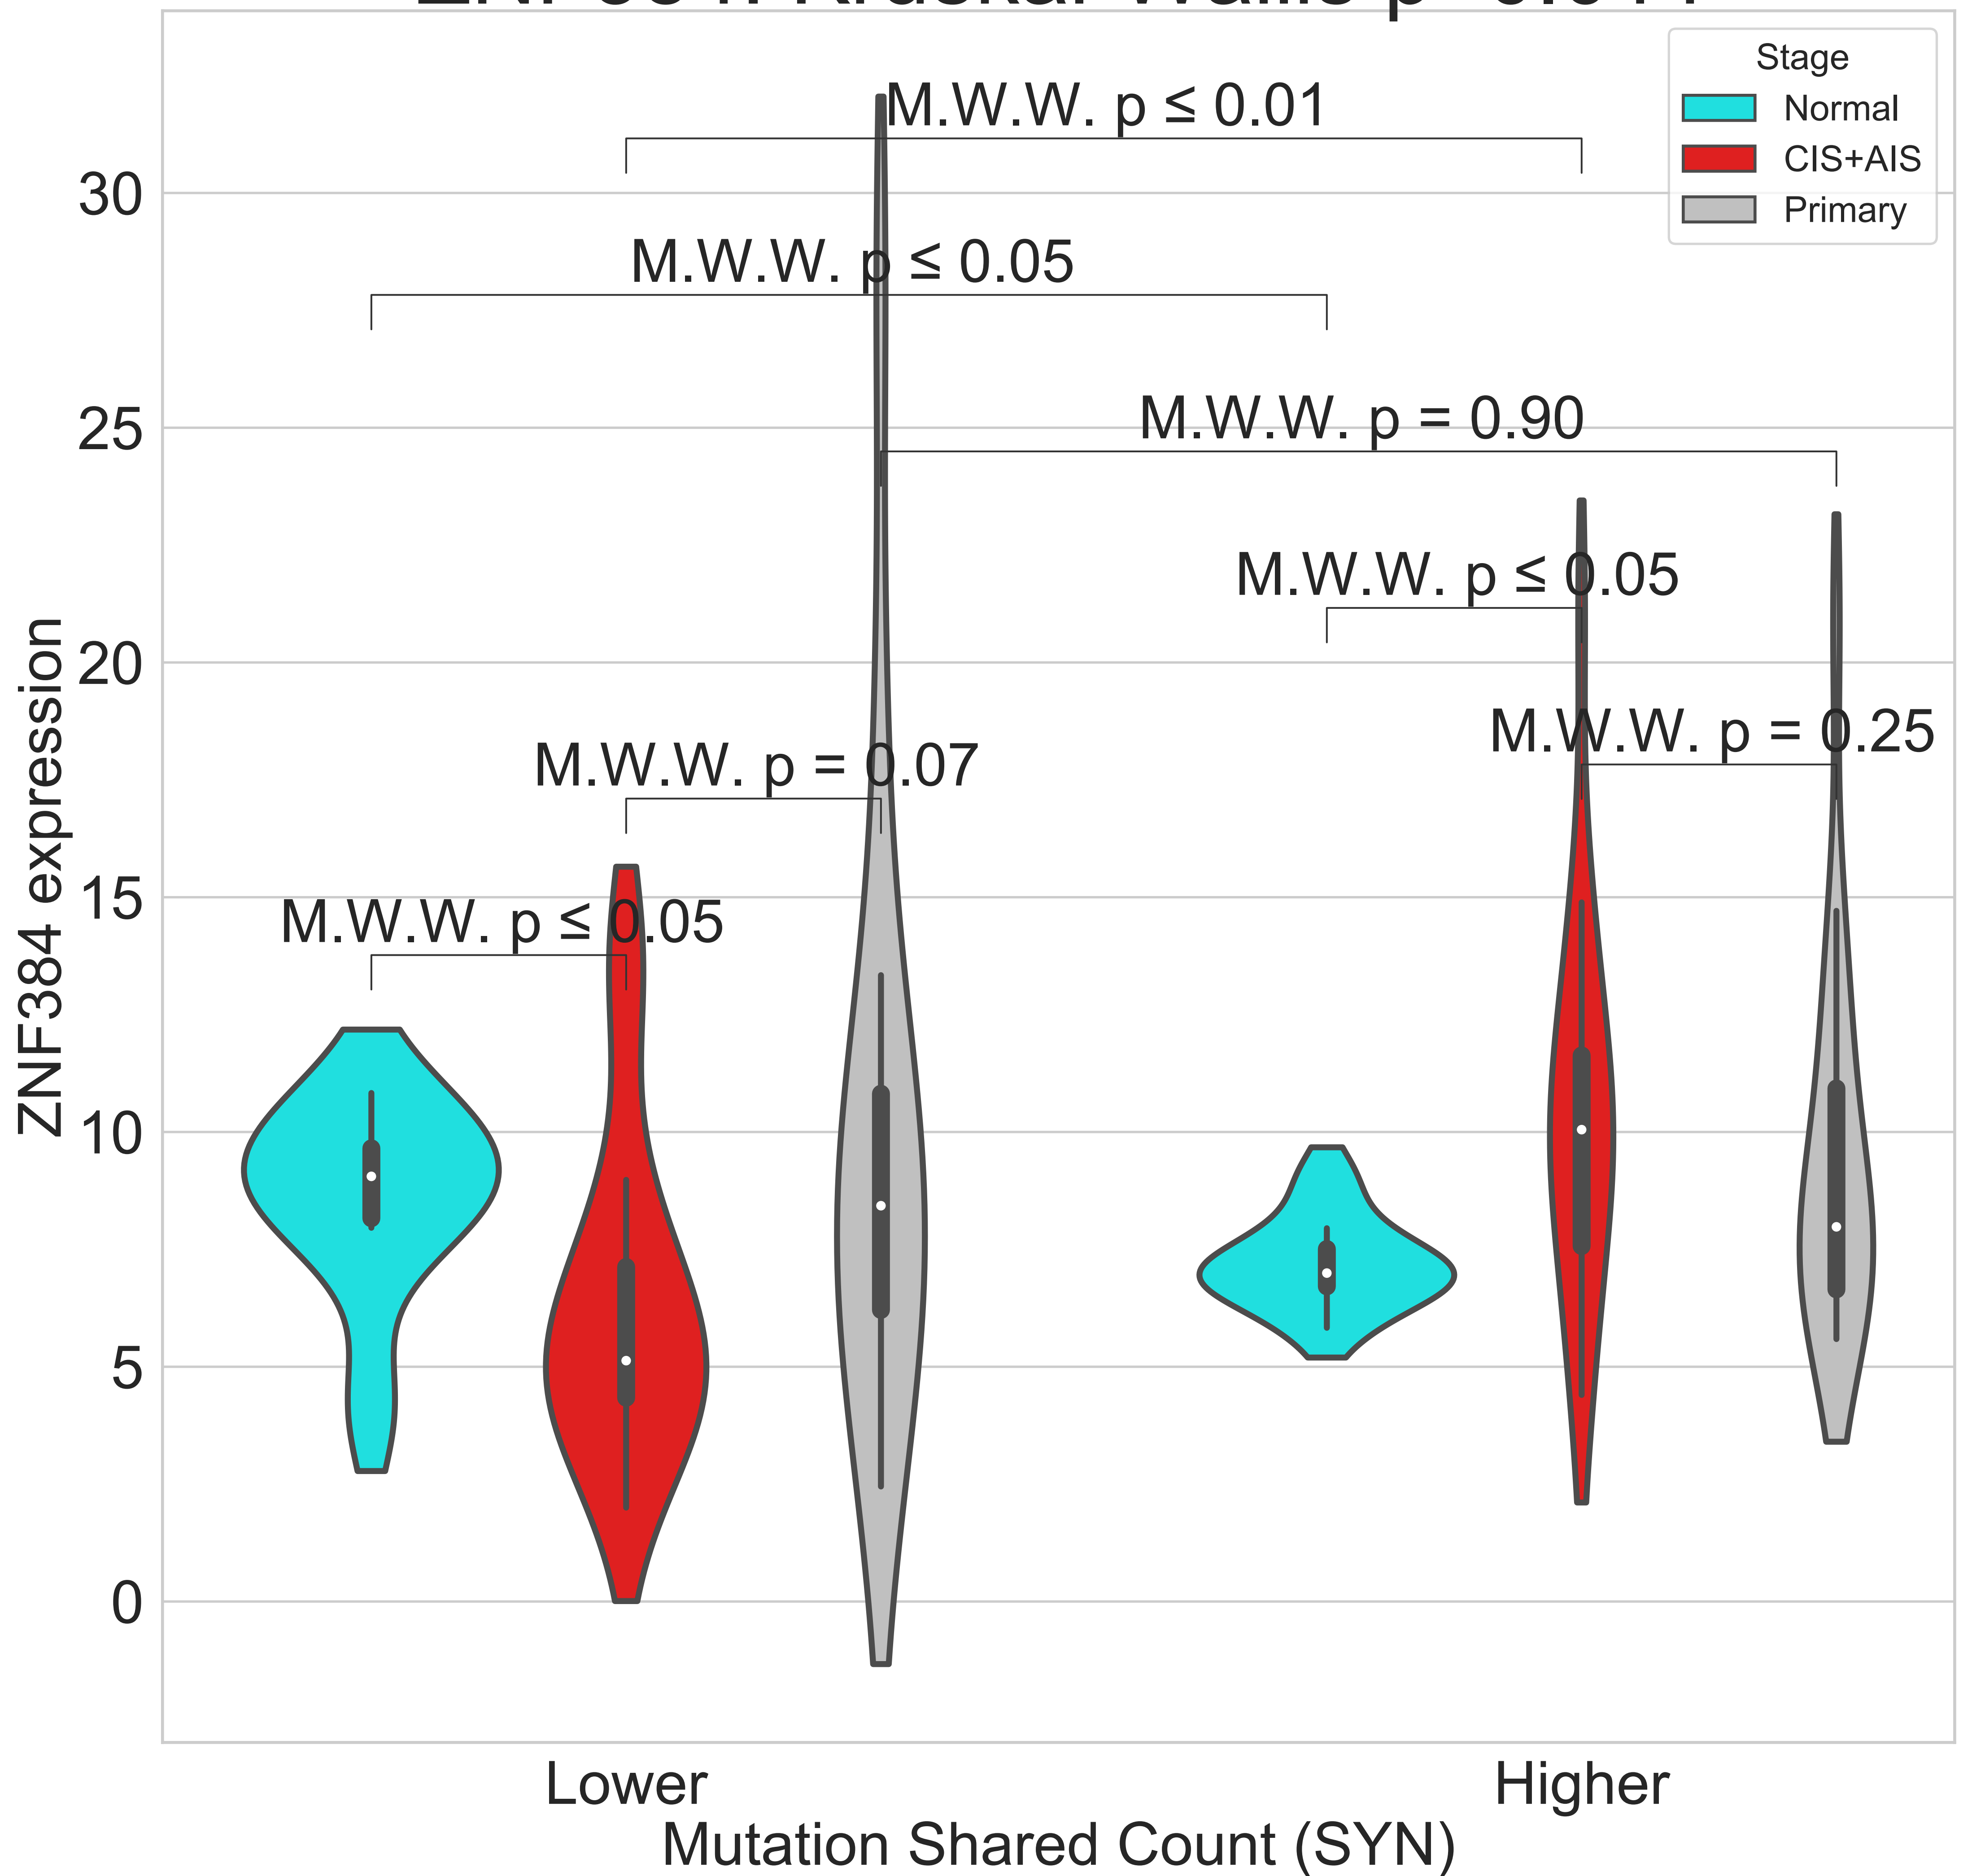 Stage
Normal
CIS+AIS
Primary
M.W.W. p ≤ 0.01
30
M.W.W. p ≤ 0.05
M.W.W. p = 0.90
25
M.W.W. p ≤ 0.05
20
M.W.W. p = 0.25
M.W.W. p = 0.07
15
M.W.W. p ≤ 0.05
10
5
0
ZNF384 expression
Lower
Higher
Mutation Shared Count (SYN)